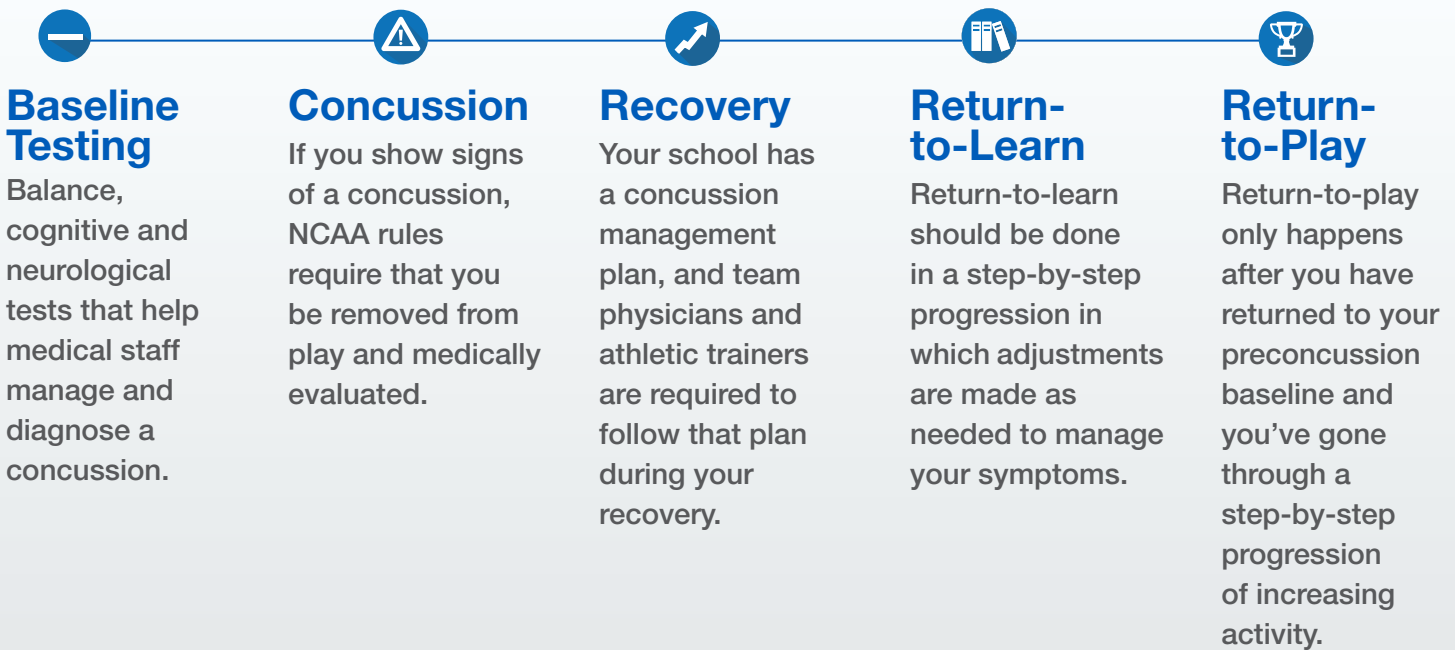 Baseline
Testing
Balance,
cognitive and
neurological
tests that help
medical staff
manage and
diagnose a
concussion.
Concussion
If you show signs
of a concussion,
NCAA rules
require that you
be removed from
play and medically
evaluated.
Recovery
Your school has
a concussion
management
plan, and team
physicians and
athletic trainers
are required to
follow that plan
during your
recovery.
Return-
to-Learn
Return-to-learn
should be done
in a step-by-step
progression in
which adjustments
are made as
needed to manage
your symptoms.
Return-
to-Play
Return-to-play
only happens
after you have
returned to your
preconcussion
baseline and
you’ve gone
through a
step-by-step
progression
of increasing
activity.